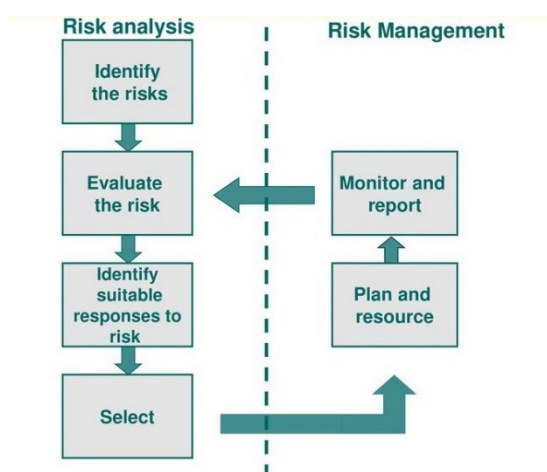 Risk analysis
Risk Management
Identify
the risks
Evaluate
the risk
Monitor and
report
Identify
suitable
responses to
risk
Plan and
resource
Select